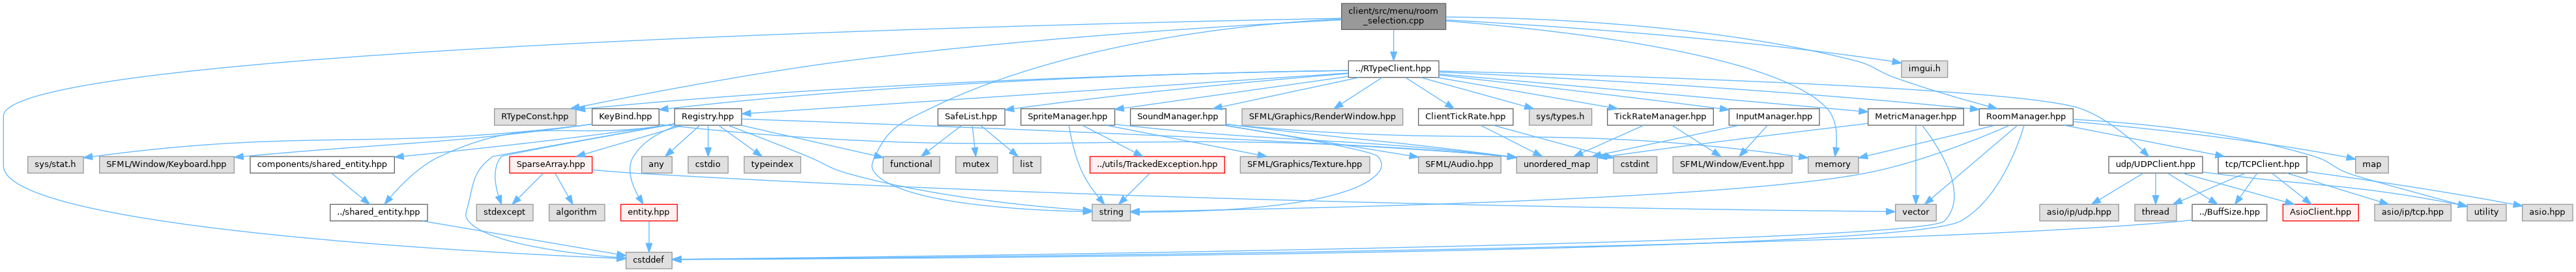 client/src/menu/room
_selection.cpp
../RTypeClient.hpp
imgui.h
RTypeConst.hpp
KeyBind.hpp
Registry.hpp
SafeList.hpp
SpriteManager.hpp
SoundManager.hpp
SFML/Graphics/RenderWindow.hpp
ClientTickRate.hpp
sys/types.h
TickRateManager.hpp
InputManager.hpp
MetricManager.hpp
RoomManager.hpp
sys/stat.h
SFML/Window/Keyboard.hpp
components/shared_entity.hpp
SparseArray.hpp
any
cstdio
typeindex
functional
mutex
list
../utils/TrackedException.hpp
SFML/Graphics/Texture.hpp
SFML/Audio.hpp
unordered_map
cstdint
SFML/Window/Event.hpp
memory
udp/UDPClient.hpp
tcp/TCPClient.hpp
map
../shared_entity.hpp
stdexcept
algorithm
entity.hpp
string
vector
asio/ip/udp.hpp
thread
../BuffSize.hpp
AsioClient.hpp
asio/ip/tcp.hpp
utility
asio.hpp
cstddef